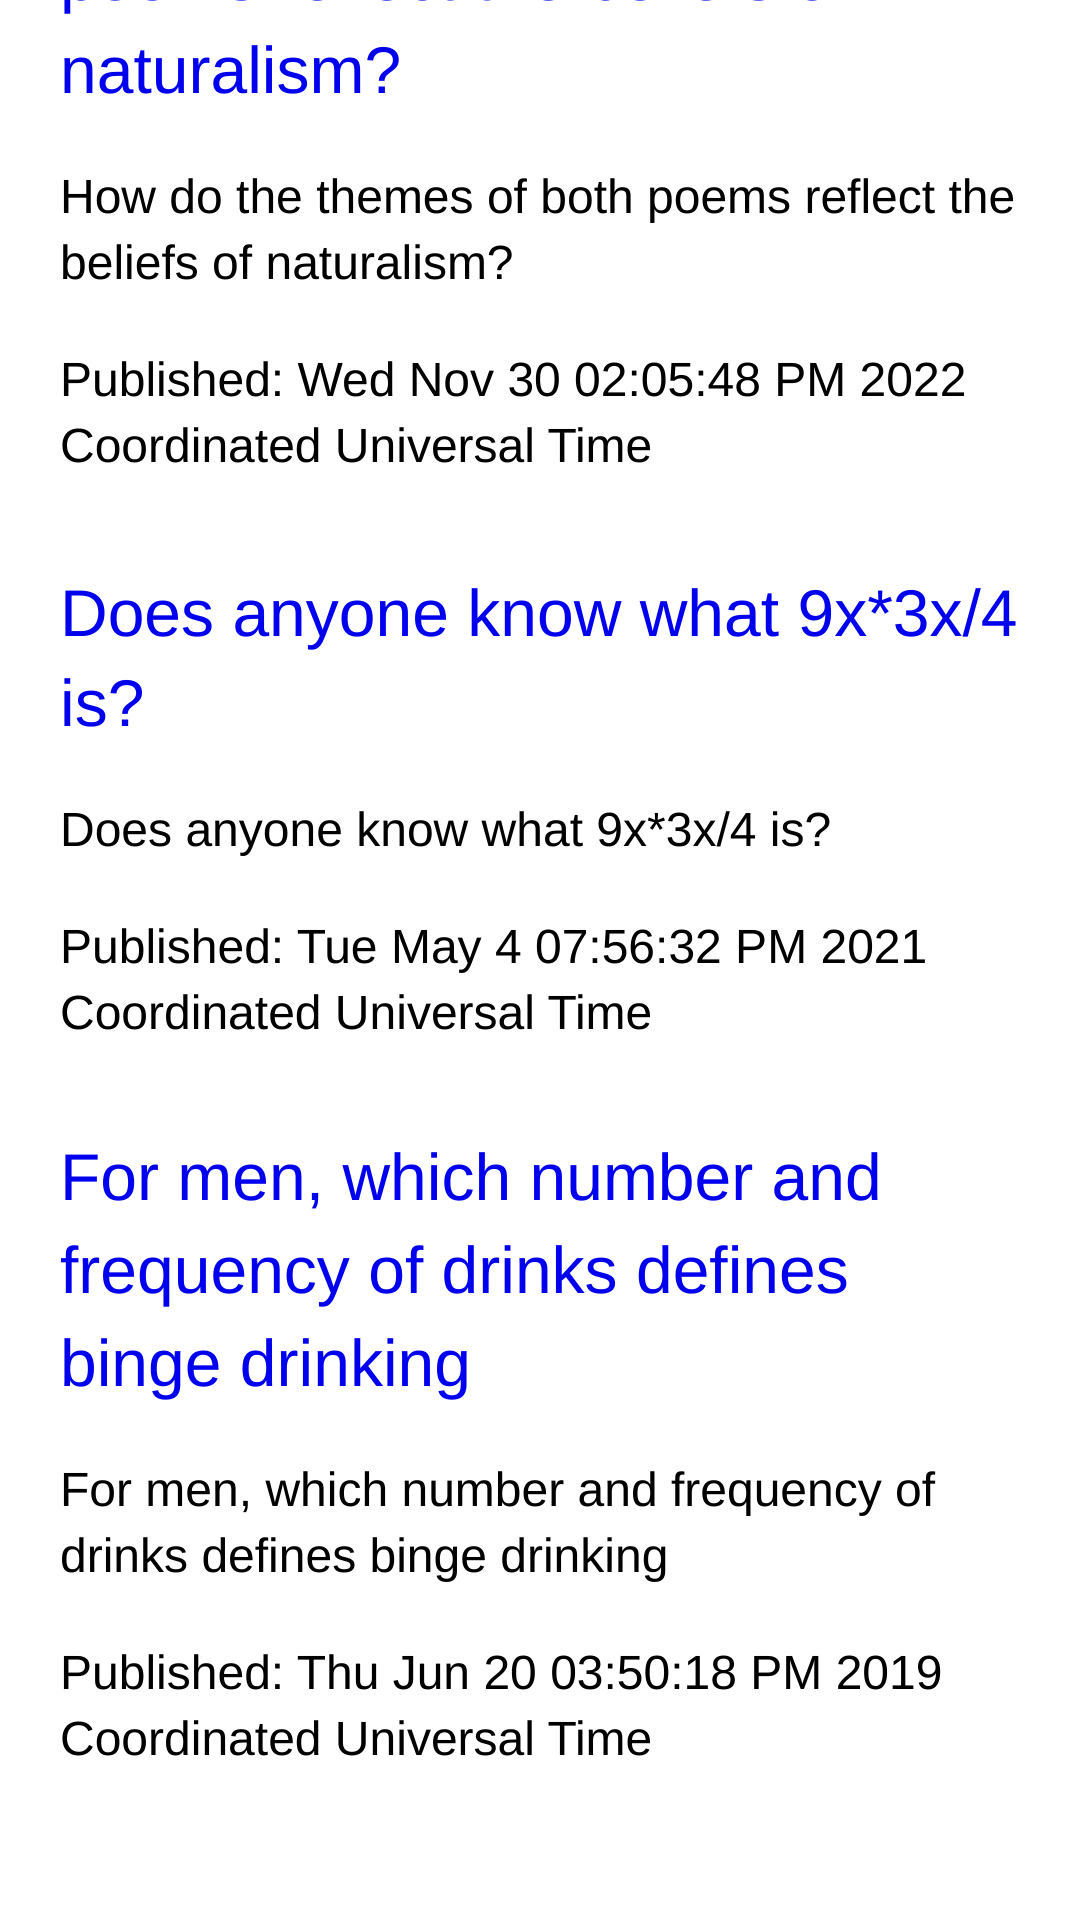 naturalism?
How do the themes of both poems reflect the
beliefs of naturalism?
Published: Wed Nov 30 02:05:48 PM 2022
Coordinated Universal Time
Does anyone know what 9x*3x/4
is?
Does anyone know what 9x*3x/4 is?
Published: Tue May 4 07:56:32 PM 2021
Coordinated Universal Time
For men, which number and
frequency of drinks defines
binge drinking
For men, which number and frequency of
drinks defines binge drinking
Published: Thu Jun 20 03:50:18 PM 2019
Coordinated Universal Time